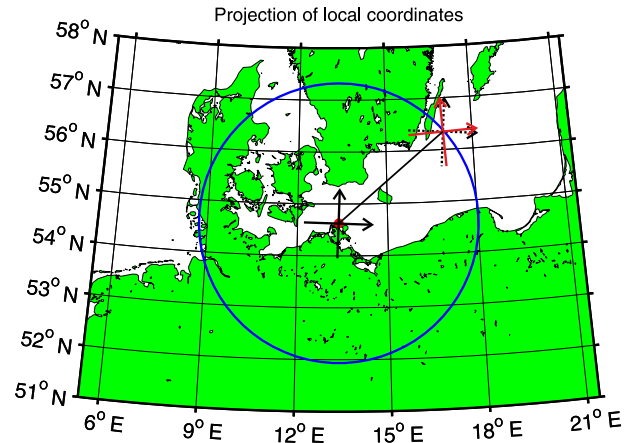 Projection of local coordinates
58° N
57° N
56° N
55° N
54° N
53° N
52° N
51° N
6° E
9° E
12° E
15° E
18° E
21° E